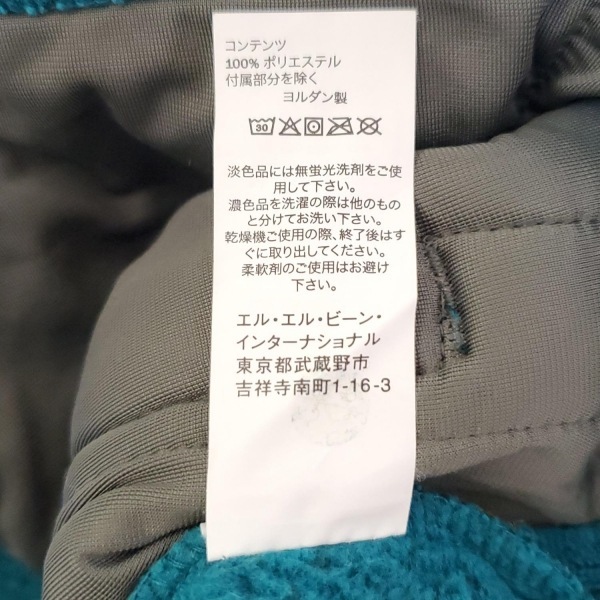 コンテンツ
100% ポリエステル
付属部分を除く
ヨルダン製
30
淡色品には無蛍光洗剤をご使
用して下さい。
濃色品を洗濯の際は他のもの
と分けてお洗い下さい。
乾燥機ご使用の際、終了後はす
ぐに取り出してください。
柔軟剤のご使用はお避け
下さい。
エル・エル・ビーン・
インターナショナル
東京都武蔵野市
吉祥寺南町1-16-3